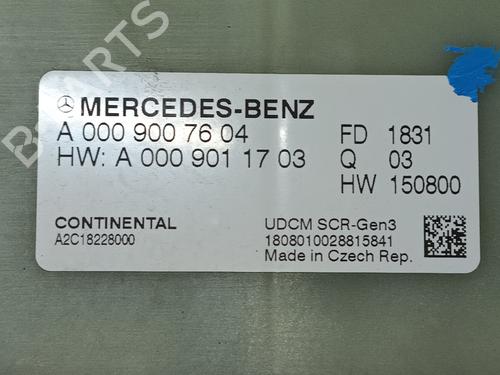 MERCEDES-BENZ
A 000 900 76 04 FD 1831
HW: A 000 901 17 03 Q 03
HW 150800
CONTINENTAL UDCM SCR-Gen3
A2C18228000 1808010028815841
Made in Czech Rep.